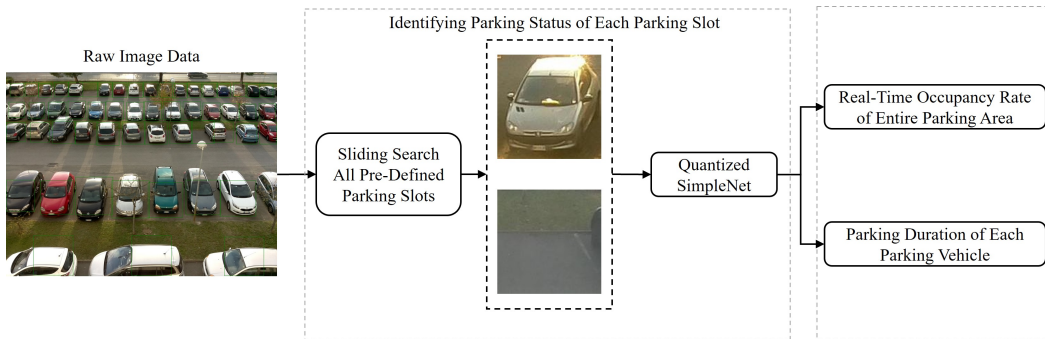 Identifying Parking Status of Each Parking Slot
Raw Image Data
Sliding Search
All Pre-Defined
Parking Slots
Quantized
SimpleNet
Real-Time Occupancy Rate
of Entire Parking Area
Parking Duration of Each
Parking Vehicle